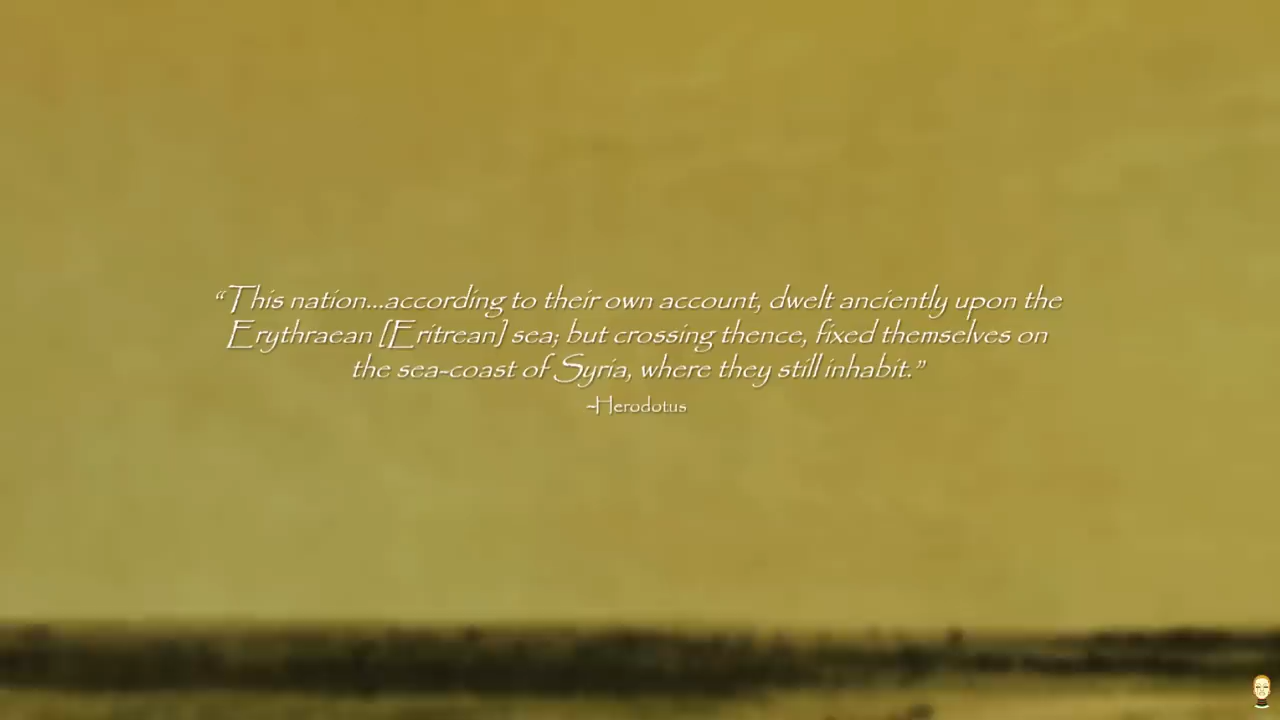 “This nation...according to their own account, dwelt anciently upon the
Erythraean [Eritrean] sea; but crossing thence, fixed themselves on
the sea-coast of Syria, where they still inhabit.”
-Herodotus